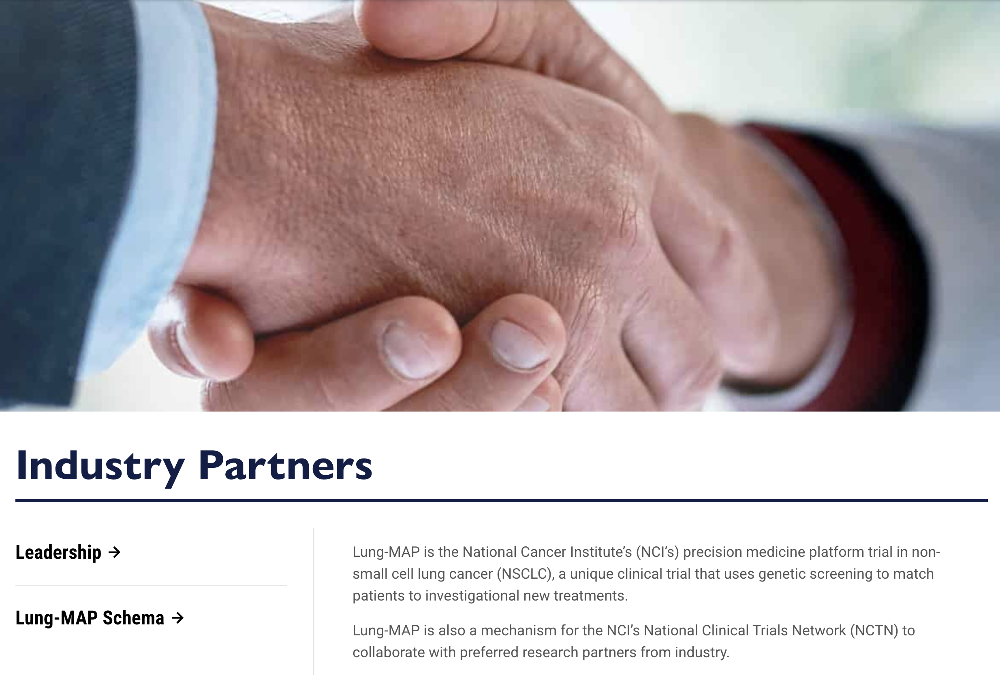 Industry Partners
Leadership →
Lung-MAP Schema →
Lung-MAP is the National Cancer Institute’s (NCI’s) precision medicine platform trial in non-
small cell lung cancer (NSCLC), a unique clinical trial that uses genetic screening to match
patients to investigational new treatments.
Lung-MAP is also a mechanism for the NCI’s National Clinical Trials Network (NCTN) to
collaborate with preferred research partners from industry.